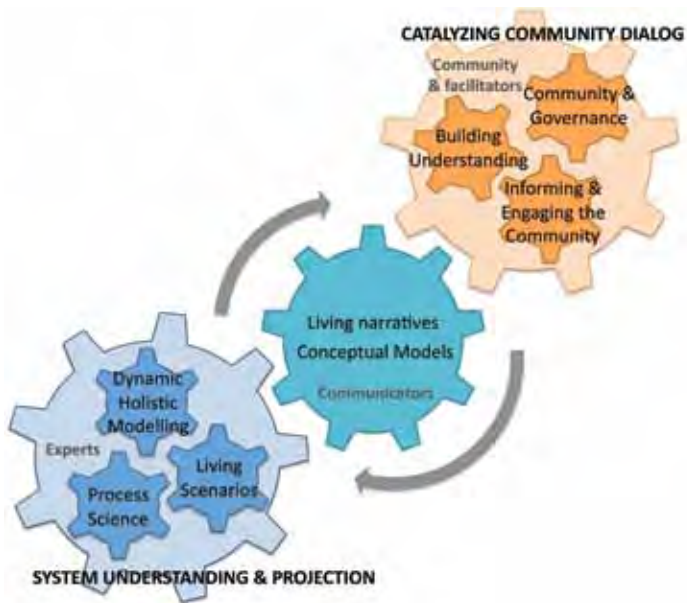 CATALYZING COMMUNITY DIALOG
Community
& facilitators
Community &
Governance
Building
Understanding
Informing &
Engaging the
Community
Living narratives
Conceptual Models
Communicators
Dynamic
Holistic
Modelling
Experts
Living
Scenarios
Process
Science
SYSTEM UNDERSTANDING & PROJECTION